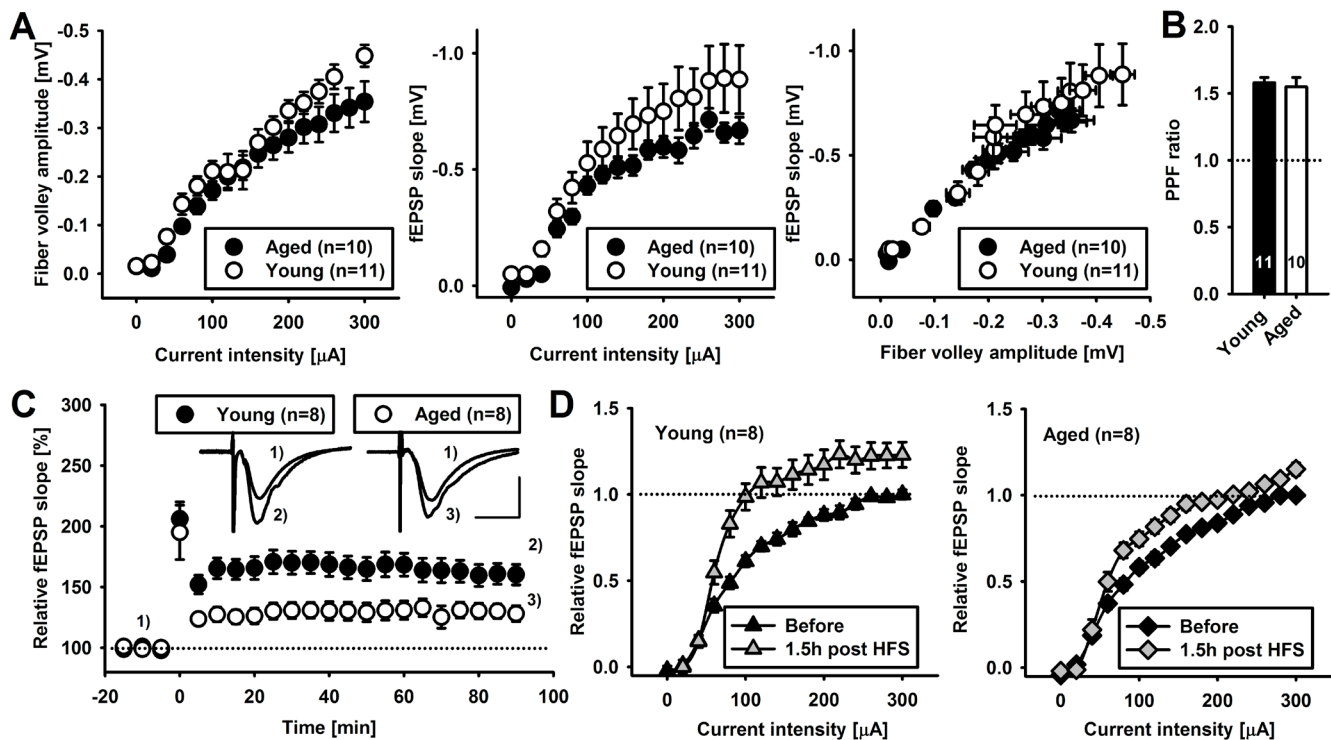 A
Fiber volley amplitude [mV]
-0.5
-0.4
-0.3
-0.2
-0.1
0.0
0 100 200 300
Current intensity [µA]
Aged (n=10)
Young (n=11)
fEPSP slope [mV]
-1.0
-0.5
0.0
0 100 200 300
Current intensity [µA]
Aged (n=10)
Young (n=11)
fEPSP slope [mV]
-1.0
-0.5
0.0
0.0 -0.1 -0.2 -0.3 -0.4 -0.5
Fiber volley amplitude [mV]
Aged (n=10)
Young (n=11)
B
PPF ratio
2.0
1.5
1.0
0.5
0.0
11 10
Young
Aged
C
Relative fEPSP slope [%]
300
250
200
150
100
-20 0 20 40 60 80 100
Time [min]
Young (n=8) Aged (n=8)
1)
2)
1)
3)
1)
2)
3)
D
Relative fEPSP slope
1.5
1.0
0.5
0.0
0 100 200 300
Current intensity [µA]
Young (n=8)
Before
1.5h post HFS
Relative fEPSP slope
1.5
1.0
0.5
0.0
0 100 200 300
Current intensity [µA]
Aged (n=8)
Before
1.5h post HFS